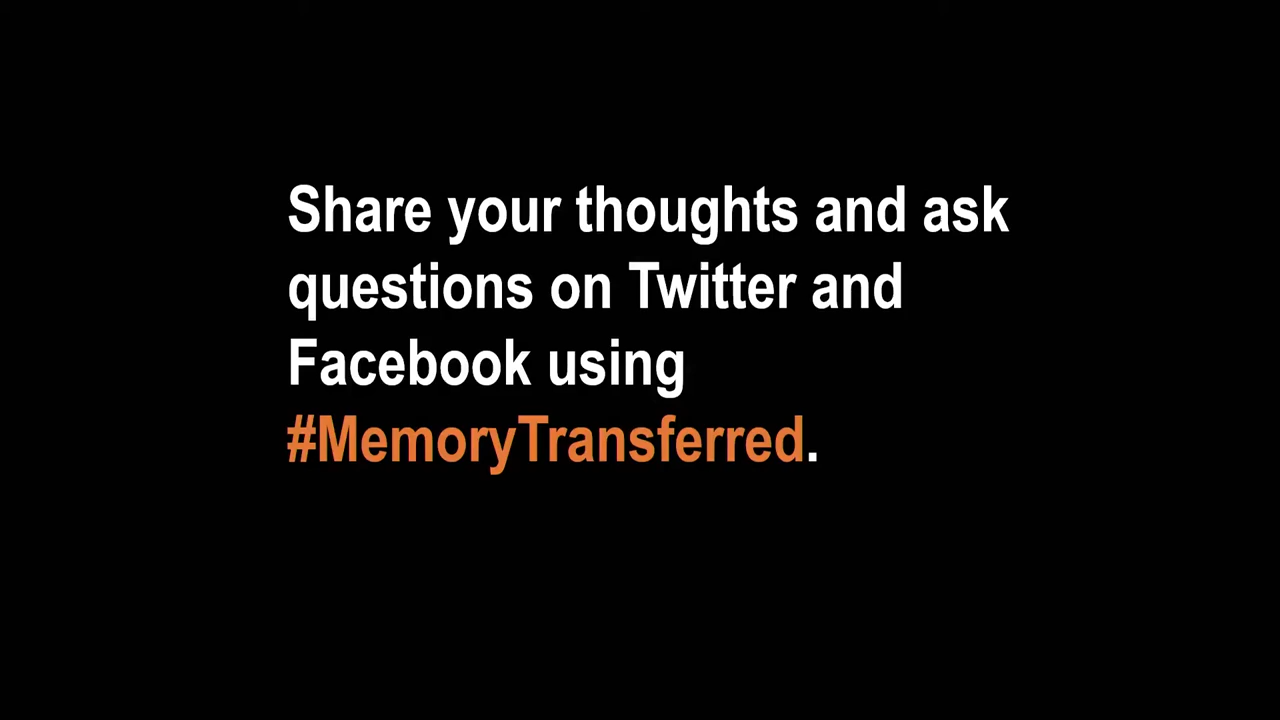 Share your thoughts and ask
questions on Twitter and
Facebook using
#MemoryTransferred.